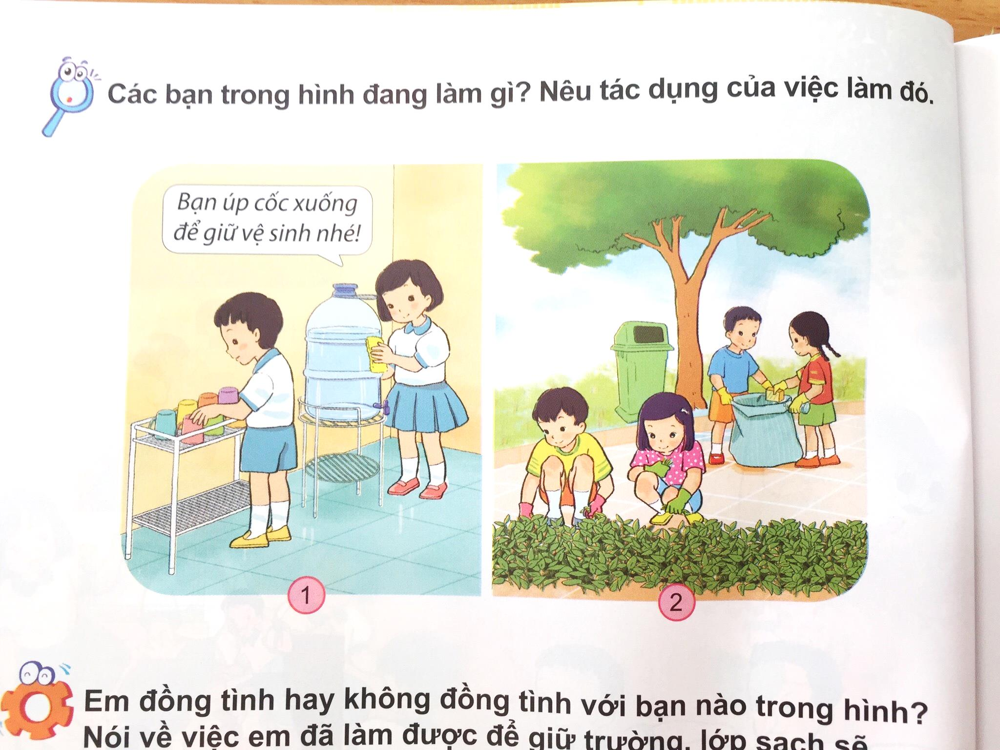 Các bạn trong hình đang làm gì? Nêu tác dụng của việc làm đó.
Bạn úp cốc xuống
để giữ vệ sinh nhé!
1
2
Em đồng tình hay không đồng tình với bạn nào trong hình?
Nói về việc em đã làm được để giữ trường, lớp sạch sẽ